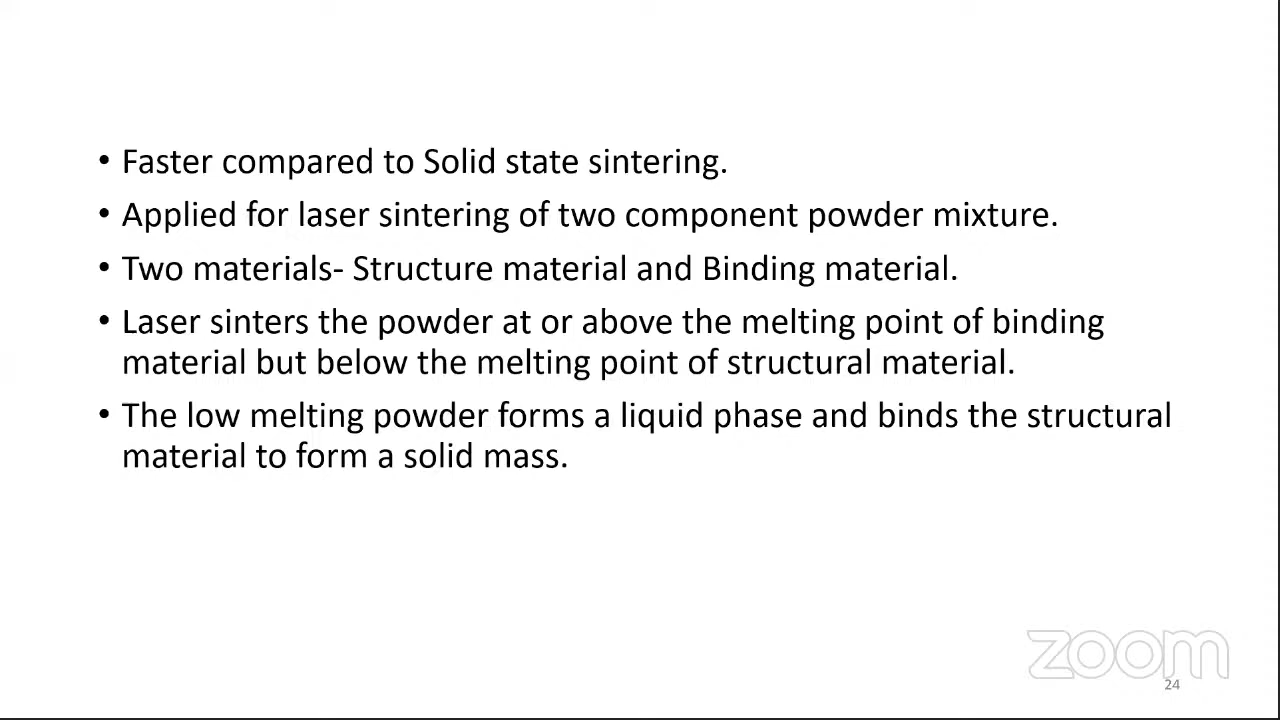 • Faster compared to Solid state sintering.
• Applied for laser sintering of two component powder mixture.
• Two materials- Structure material and Binding material.
• Laser sinters the powder at or above the melting point of binding
material but below the melting point of structural material.
• The low melting powder forms a liquid phase and binds the structural
material to form a solid mass.
zoom
24